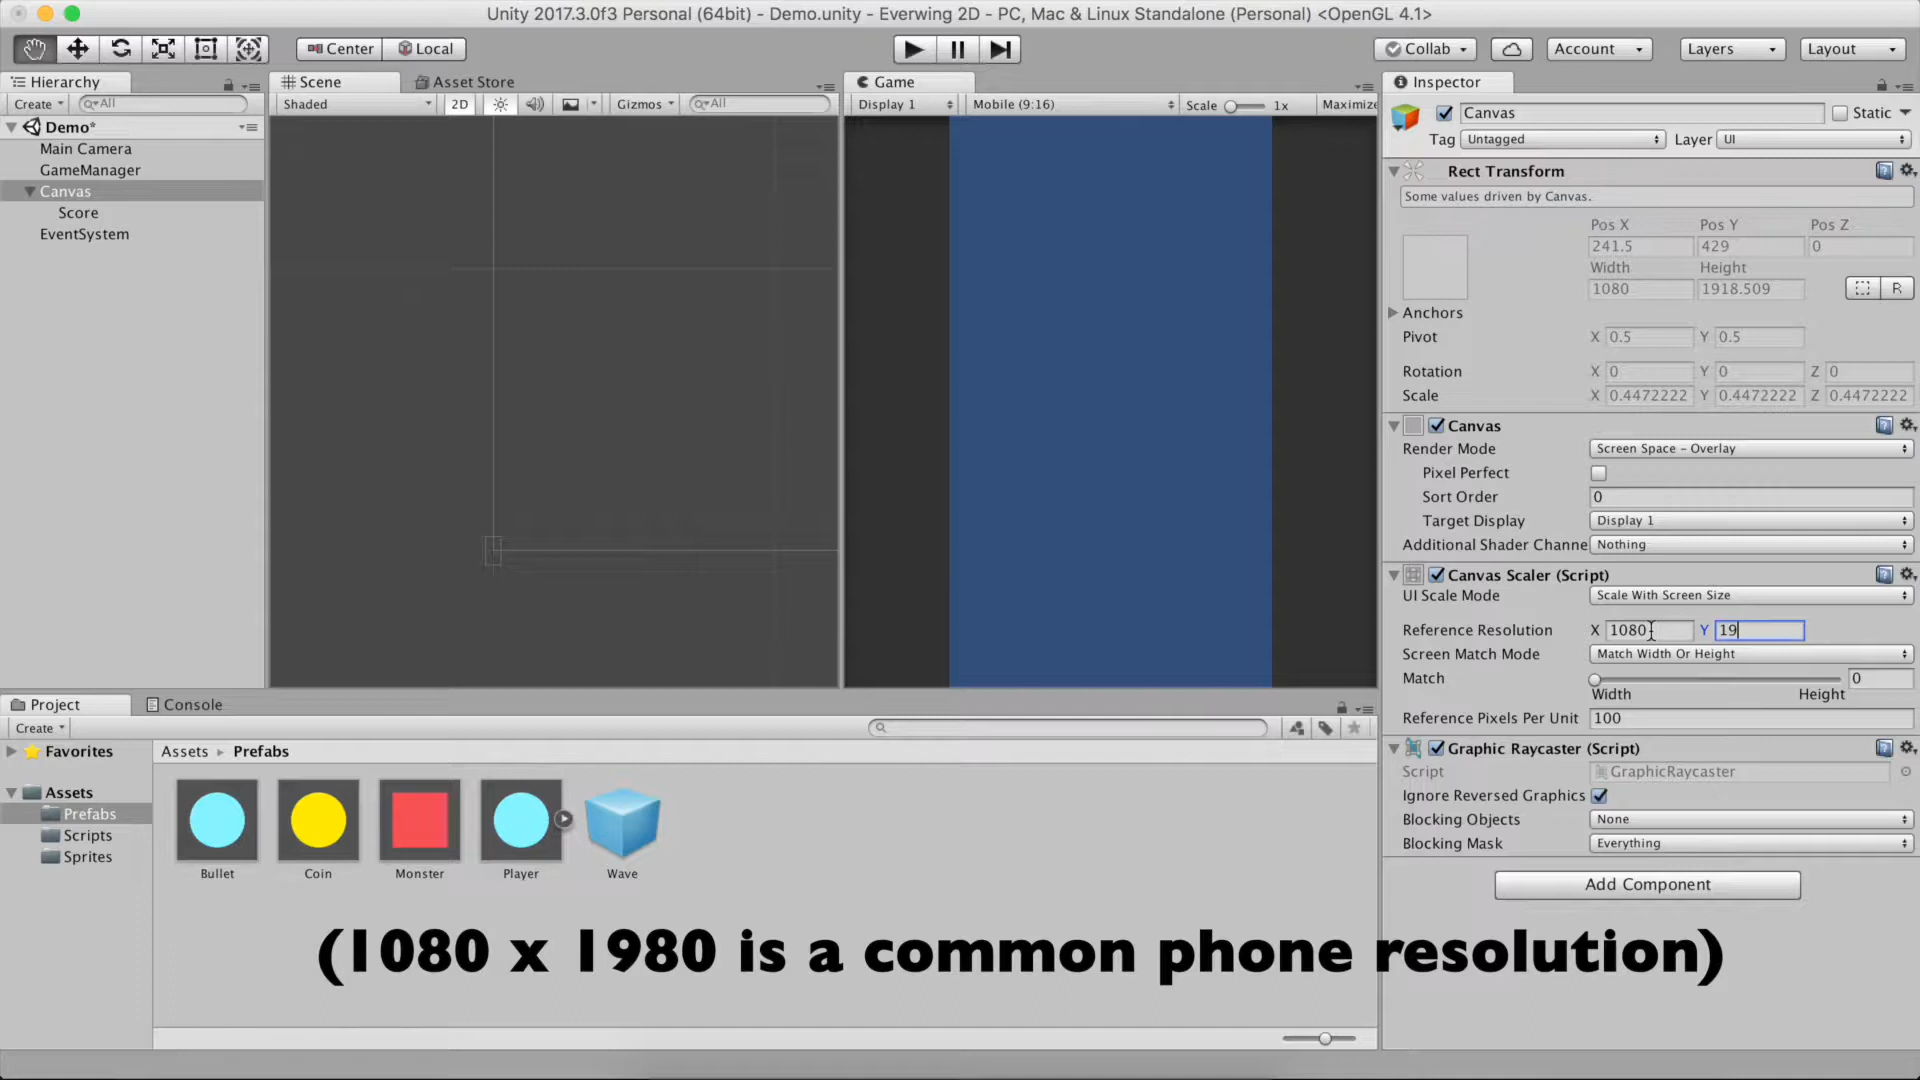 Unity 2017.3.0f3 Personal (64bit) - Demo.unity - Everwing 2D - PC, Mac & Linux Standalone (Personal) <OpenGL 4.1>
Center Local Collab Account Layers Layout
Hierarchy Scene Asset Store Game Inspector
Create All Shaded 2D Gizmos All Display 1 Mobile (9:16) Scale 1x Maximize
Demo*
Main Camera
GameManager
Canvas
Score
EventSystem
Canvas Static
Tag Untagged Layer UI
Rect Transform
Some values driven by Canvas.
Pos X Pos Y Pos Z
241.5 429 0
Width Height
1080 1918.509 R
Anchors
Pivot X 0.5 Y 0.5
Rotation X 0 Y 0 Z 0
Scale X 0.4472222 Y 0.4472222 Z 0.4472222
Canvas
Render Mode Screen Space - Overlay
Pixel Perfect
Sort Order 0
Target Display Display 1
Additional Shader Channe Nothing
Canvas Scaler (Script)
UI Scale Mode Scale With Screen Size
Reference Resolution X 1080 Y 19
Screen Match Mode Match Width Or Height
Match 0
Width Height
Reference Pixels Per Unit 100
Graphic Raycaster (Script)
Script GraphicRaycaster
Ignore Reversed Graphics
Blocking Objects None
Blocking Mask Everything
Add Component
Project Console
Create
Favorites
Assets
Prefabs
Scripts
Sprites
Assets Prefabs
Bullet Coin Monster Player Wave
(1080 x 1980 is a common phone resolution)